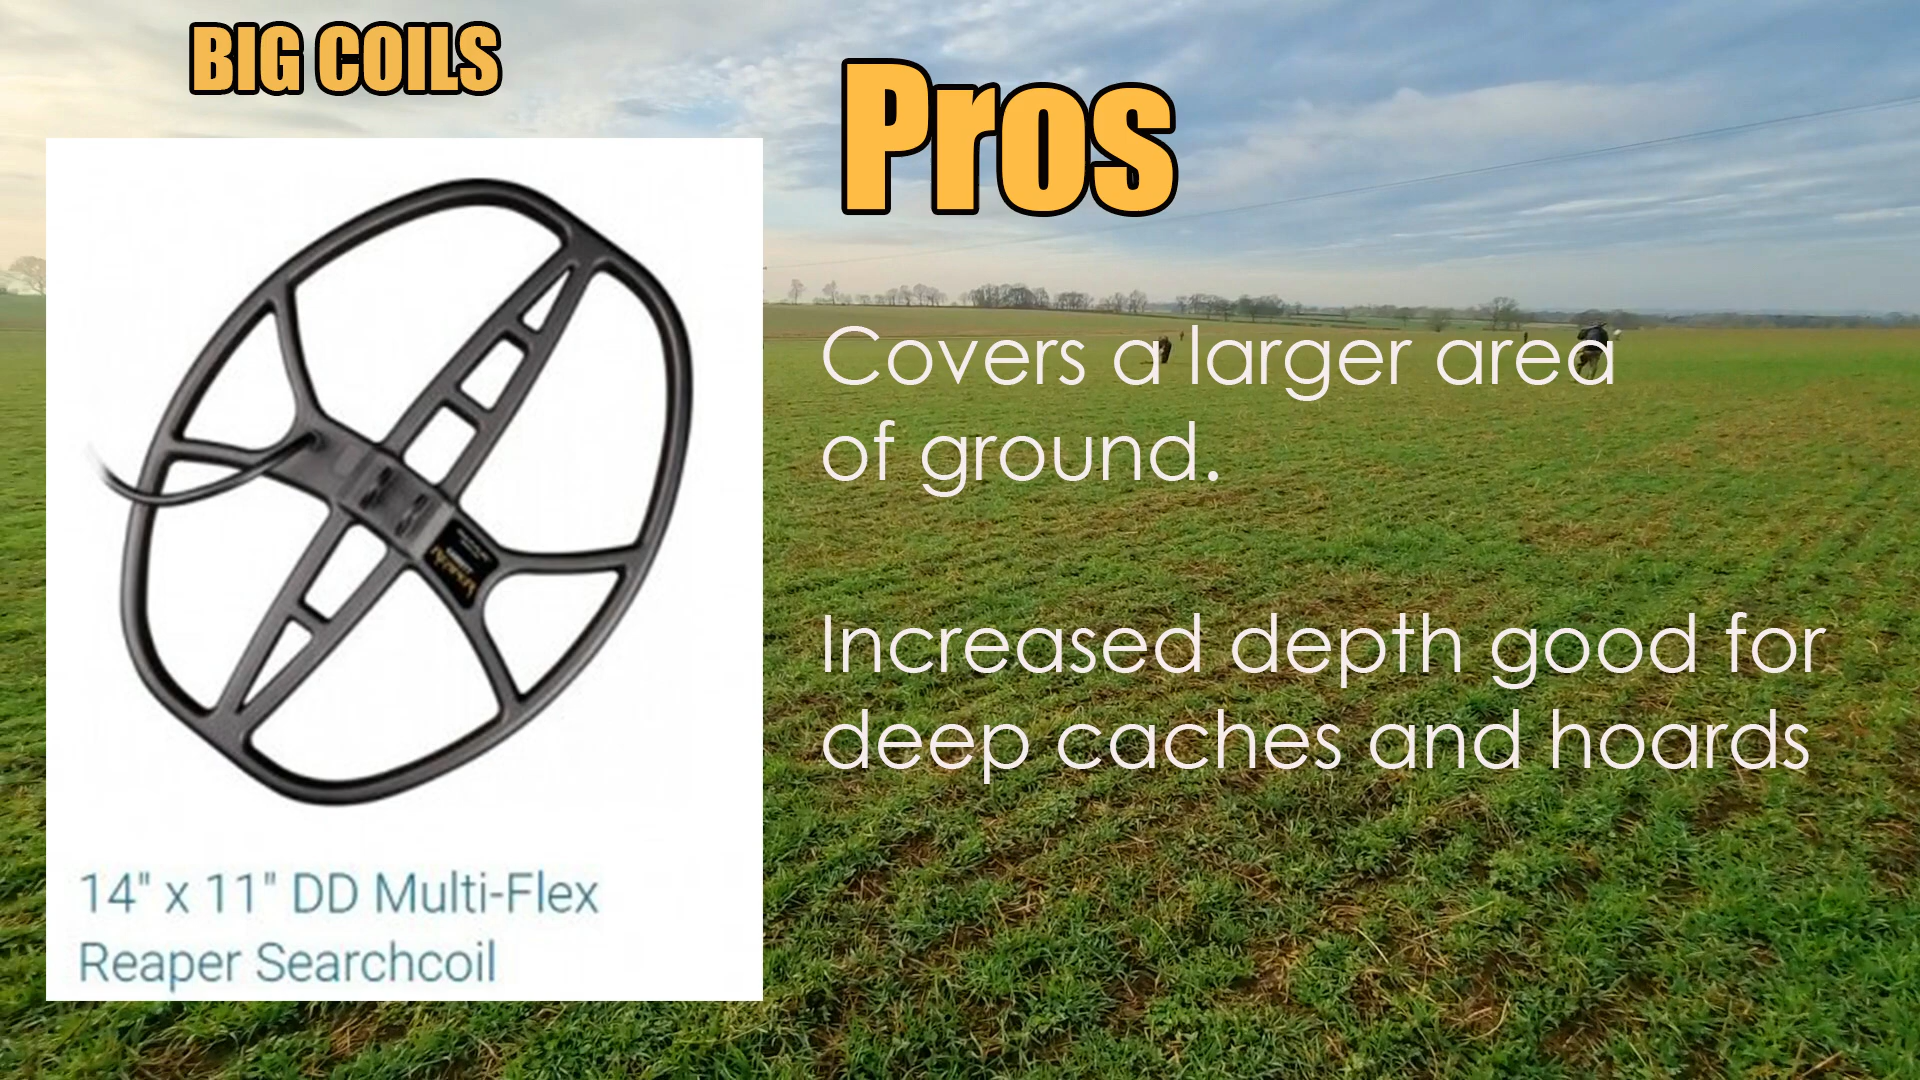 BIG COILS
Pros
Covers a larger area
of ground.
Increased depth good for
deep caches and hoards
14" x 11" DD Multi-Flex
Reaper Searchcoil